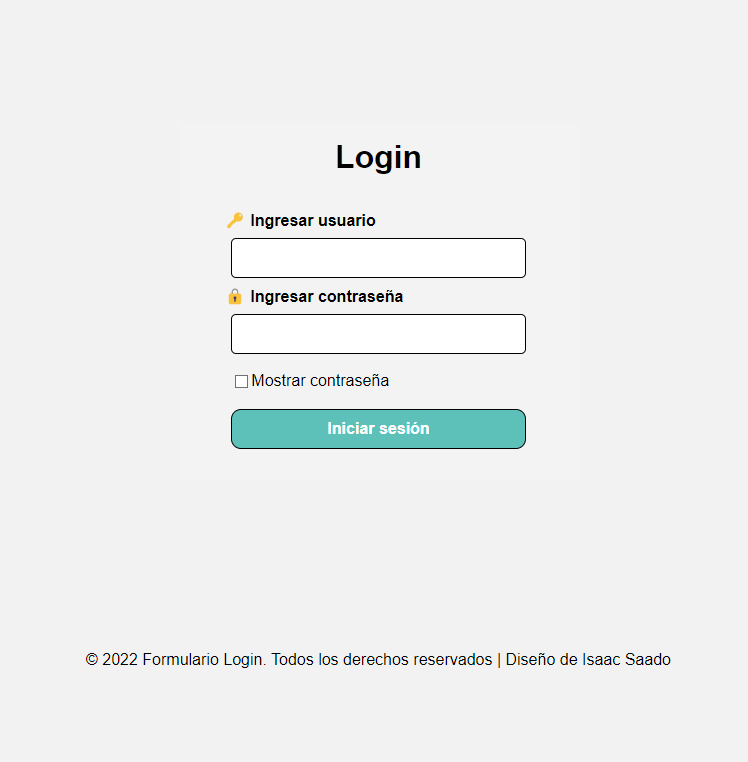 Login
Ingresar usuario
Ingresar contraseña
Mostrar contraseña
Iniciar sesión
© 2022 Formulario Login. Todos los derechos reservados | Diseño de Isaac Saado